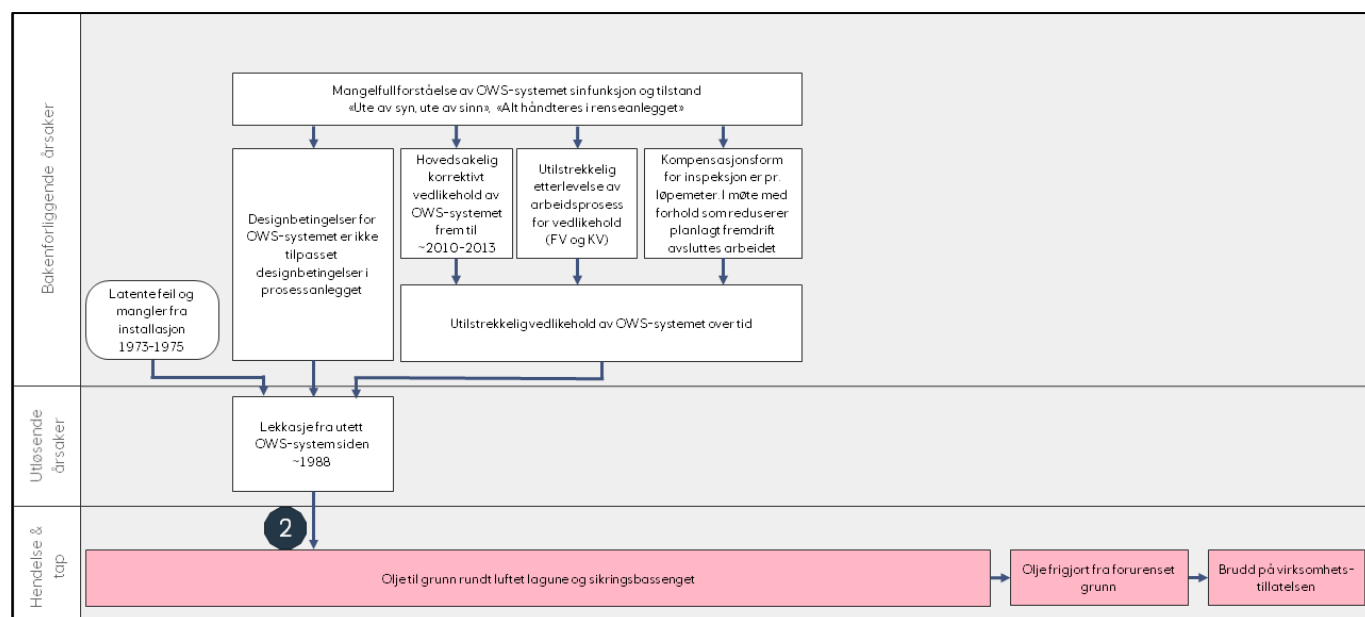 Bakenforliggende årsaker
Mangelfull forståelse av OWS-systemet sin funksjon og tilstand
«Ute av syn, ute av sinn», «Alt håndteres i renseanlegget»
Designbetingelser for
OWS-systemet er ikke
tilpasset
designbetingelser i
prosessanlegget
Hovedsakelig
korrektivt
vedlikehold av
OWS-systemet
frem til
~2010-2013
Utilstrekkelig
etterlevelse av
arbeidsprosess
for vedlikehold
(FV og KV)
Kompensasjonsform
for inspeksjon er pr.
løpemeter. I møte med
forhold som reduserer
planlagt fremdrift
avsluttes arbeidet
Latente feil og
mangler fra
installasjon
1973-1975
Utilstrekkelig vedlikehold av OWS-systemet over tid
Utløsende
årsaker
Lekkasje fra utett
OWS-system siden
~1988
Hendelse &
tap
2
Olje til grunn rundt luftet lagune og sikringsbassenget
Olje frigjort fra forurenset
grunn
Brudd på virksomhets-
tillatelsen